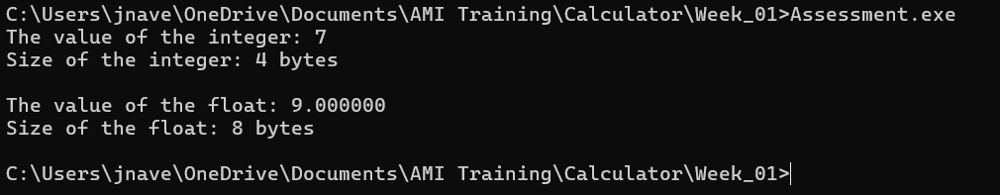 C:\Users\jnave\OneDrive\Documents\AMI Training\Calculator\Week_01>Assessment.exe
The value of the integer: 7
Size of the integer: 4 bytes
The value of the float: 9.000000
Size of the float: 8 bytes
C:\Users\jnave\OneDrive\Documents\AMI Training\Calculator\Week_01>